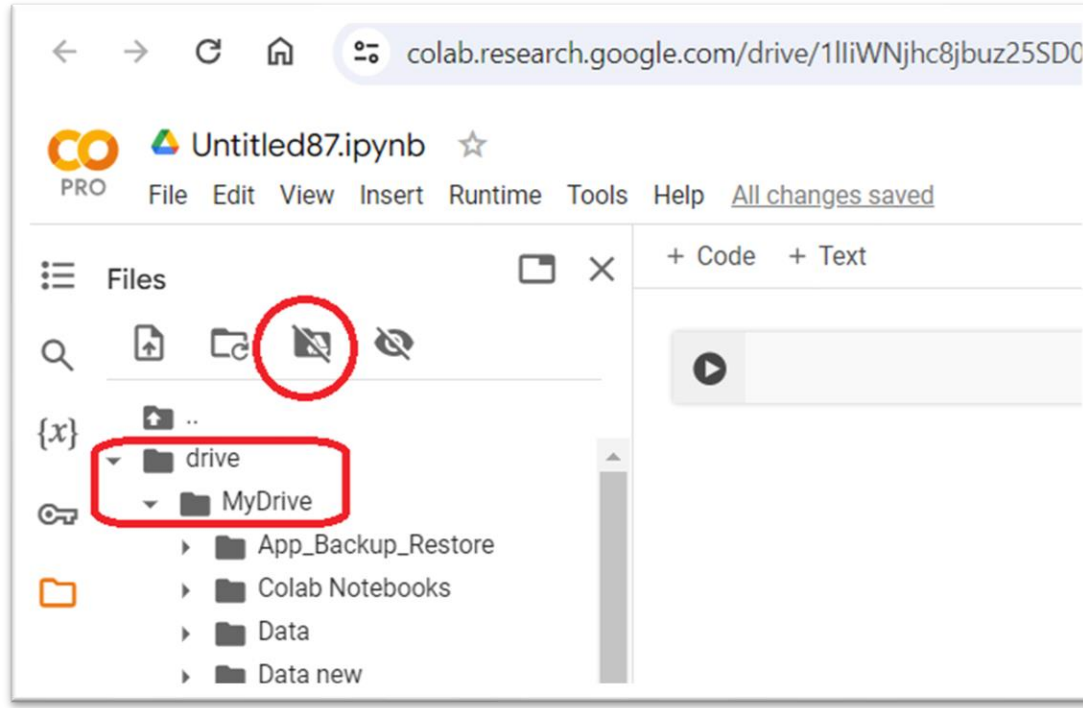 colab.research.google.com/drive/1lIiWNjhc8jbuz25SD0
Untitled87.ipynb
PRO
File Edit View Insert Runtime Tools Help All changes saved
Files
+ Code + Text
{x}
..
drive
MyDrive
App_Backup_Restore
Colab Notebooks
Data
Data new